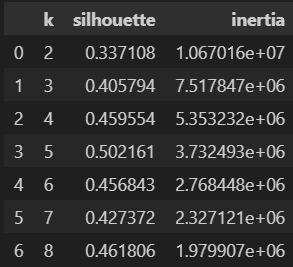 k silhouette inertia
0 2 0.337108 1.067016e+07
1 3 0.405794 7.517847e+06
2 4 0.459554 5.353232e+06
3 5 0.502161 3.732493e+06
4 6 0.456843 2.768448e+06
5 7 0.427372 2.327121e+06
6 8 0.461806 1.979907e+06